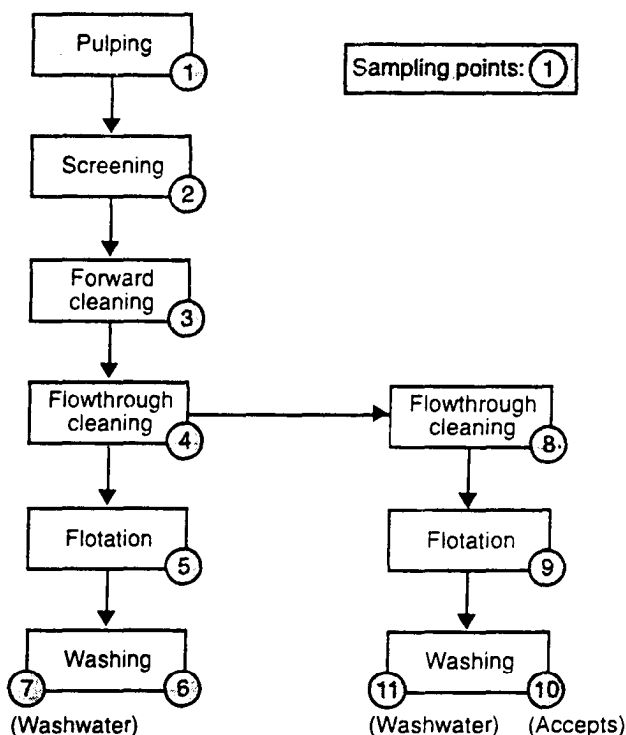 Pulping
1
Sampling points: 1
Screening
2
Forward
cleaning
3
Flowthrough
cleaning
4
Flowthrough
cleaning
8
Flotation
5
Flotation
9
Washing
7
6
(Washwater)
Washing
11
10
(Washwater) (Accepts)